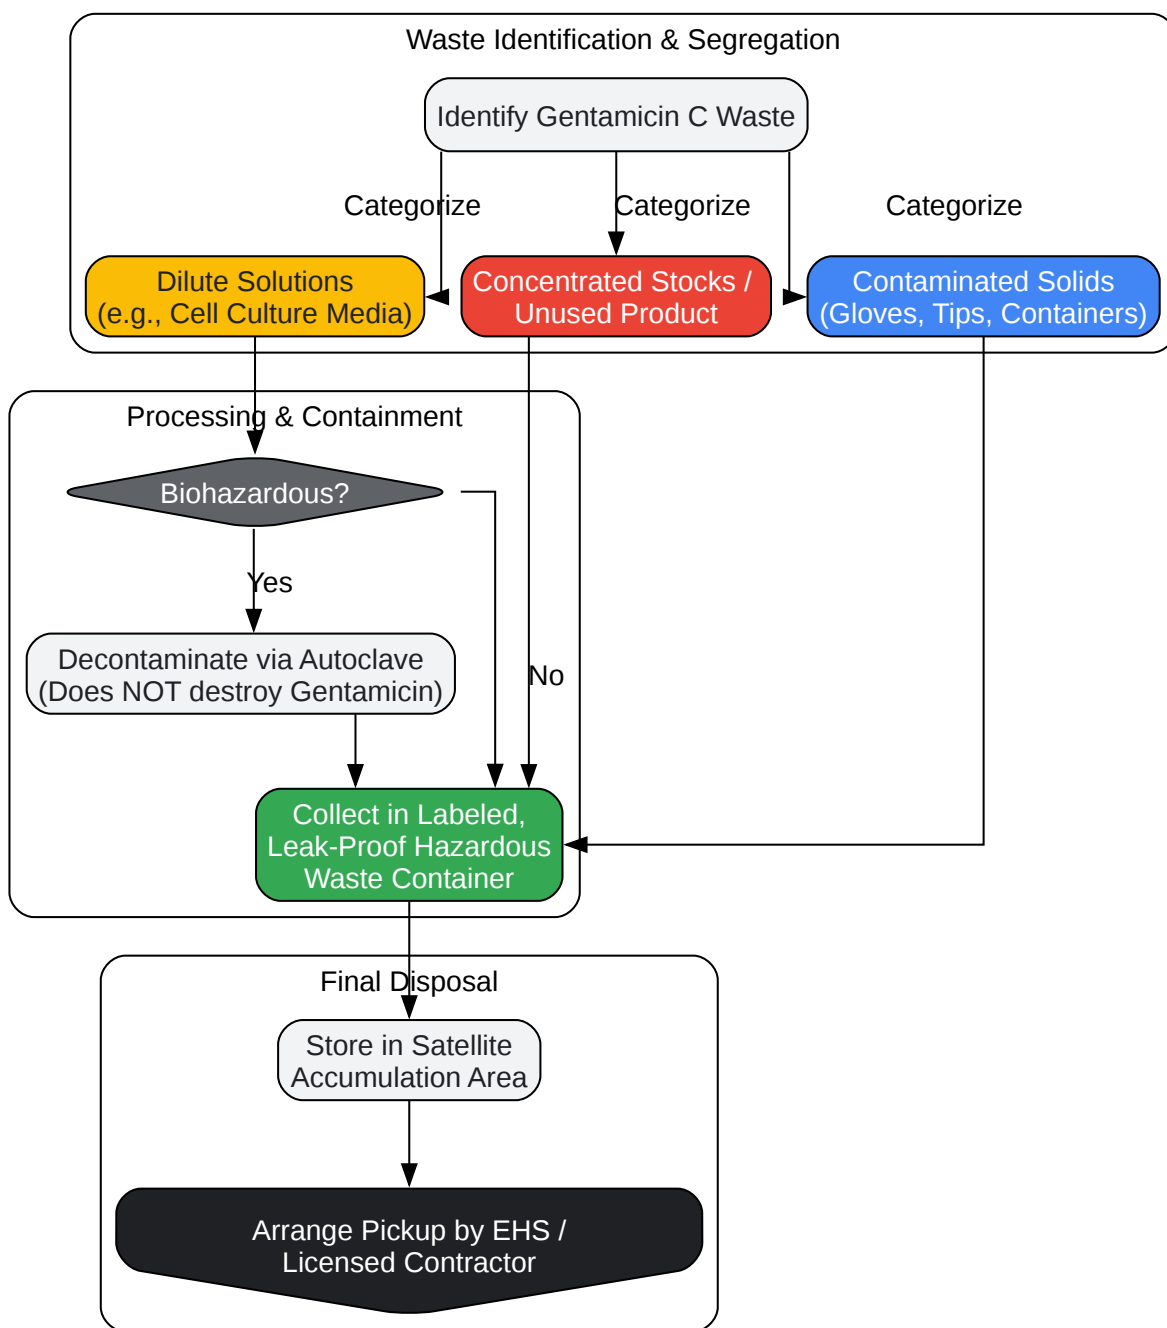 Waste Identification & Segregation
Identify Gentamicin C Waste
Categorize
Categorize
Categorize
Dilute Solutions
(e.g., Cell Culture Media)
Concentrated Stocks /
Unused Product
Contaminated Solids
(Gloves, Tips, Containers)
Processing & Containment
Biohazardous?
Yes
Decontaminate via Autoclave
(Does NOT destroy Gentamicin)
No
Collect in Labeled,
Leak-Proof Hazardous
Waste Container
Final Disposal
Store in Satellite
Accumulation Area
Arrange Pickup by EHS /
Licensed Contractor